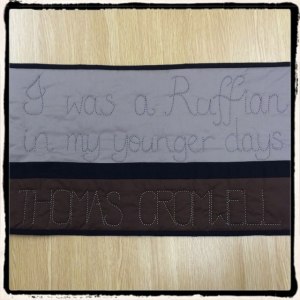 I was a Ruffian
in my younger days
THOMAS CROMWELL